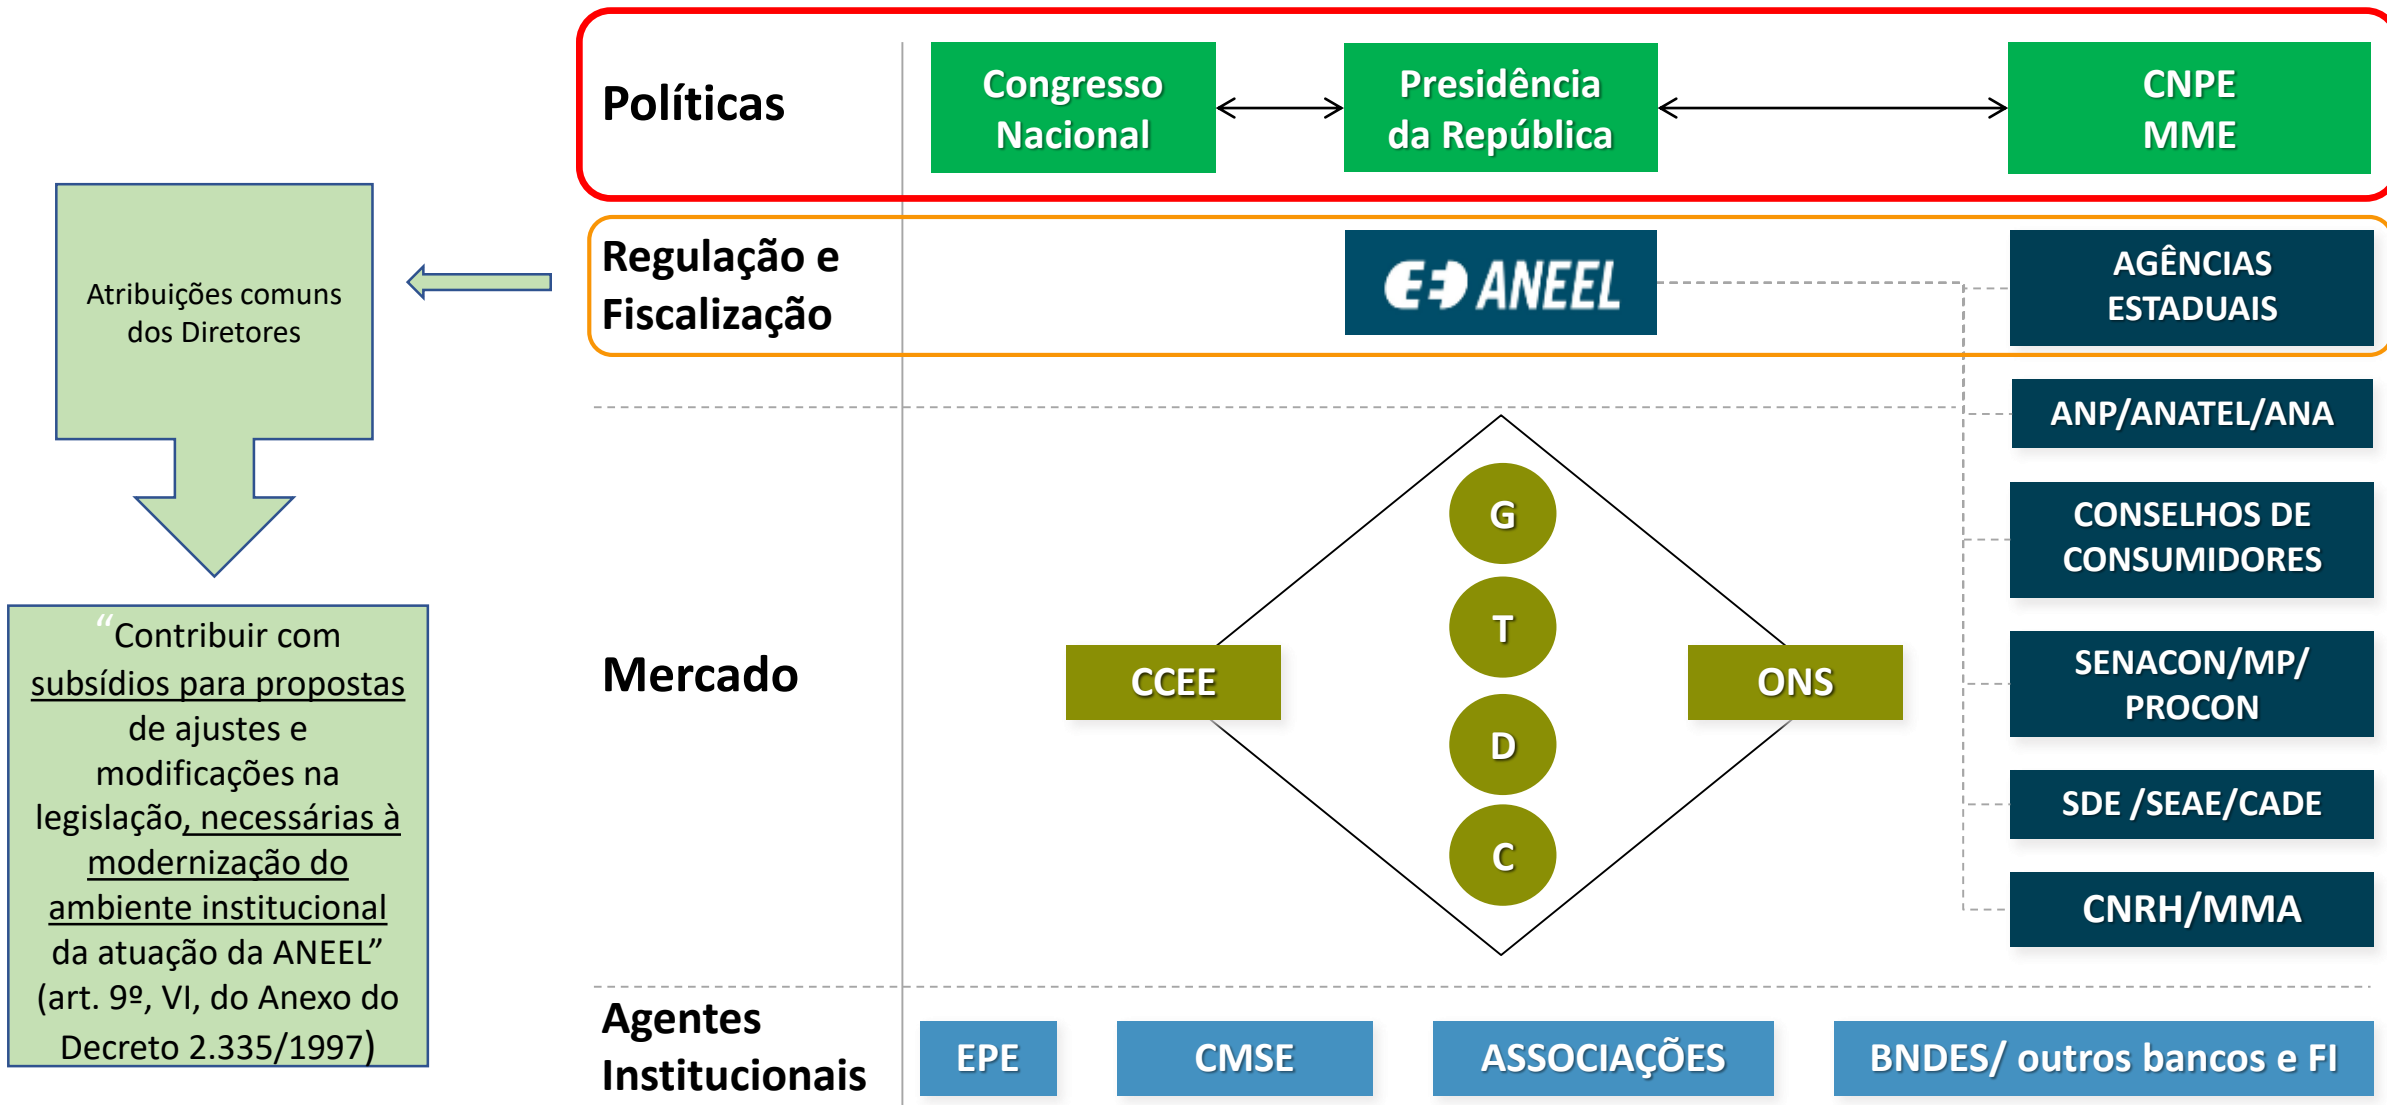 Políticas
Congresso
Nacional
Presidência
da República
CNPE
MME
Regulação e
Fiscalização
ANEEL
AGÊNCIAS
ESTADUAIS
Atribuições comuns
dos Diretores
“Contribuir com
subsídios para propostas
de ajustes e
modificações na
legislação, necessárias à
modernização do
ambiente institucional
da atuação da ANEEL”
(art. 9º, VI, do Anexo do
Decreto 2.335/1997)
ANP/ANATEL/ANA
CONSELHOS DE
CONSUMIDORES
SENACON/MP/
PROCON
SDE /SEAE/CADE
CNRH/MMA
Mercado
G
T
D
C
CCEE
ONS
Agentes
Institucionais
EPE
CMSE
ASSOCIAÇÕES
BNDES/ outros bancos e FI